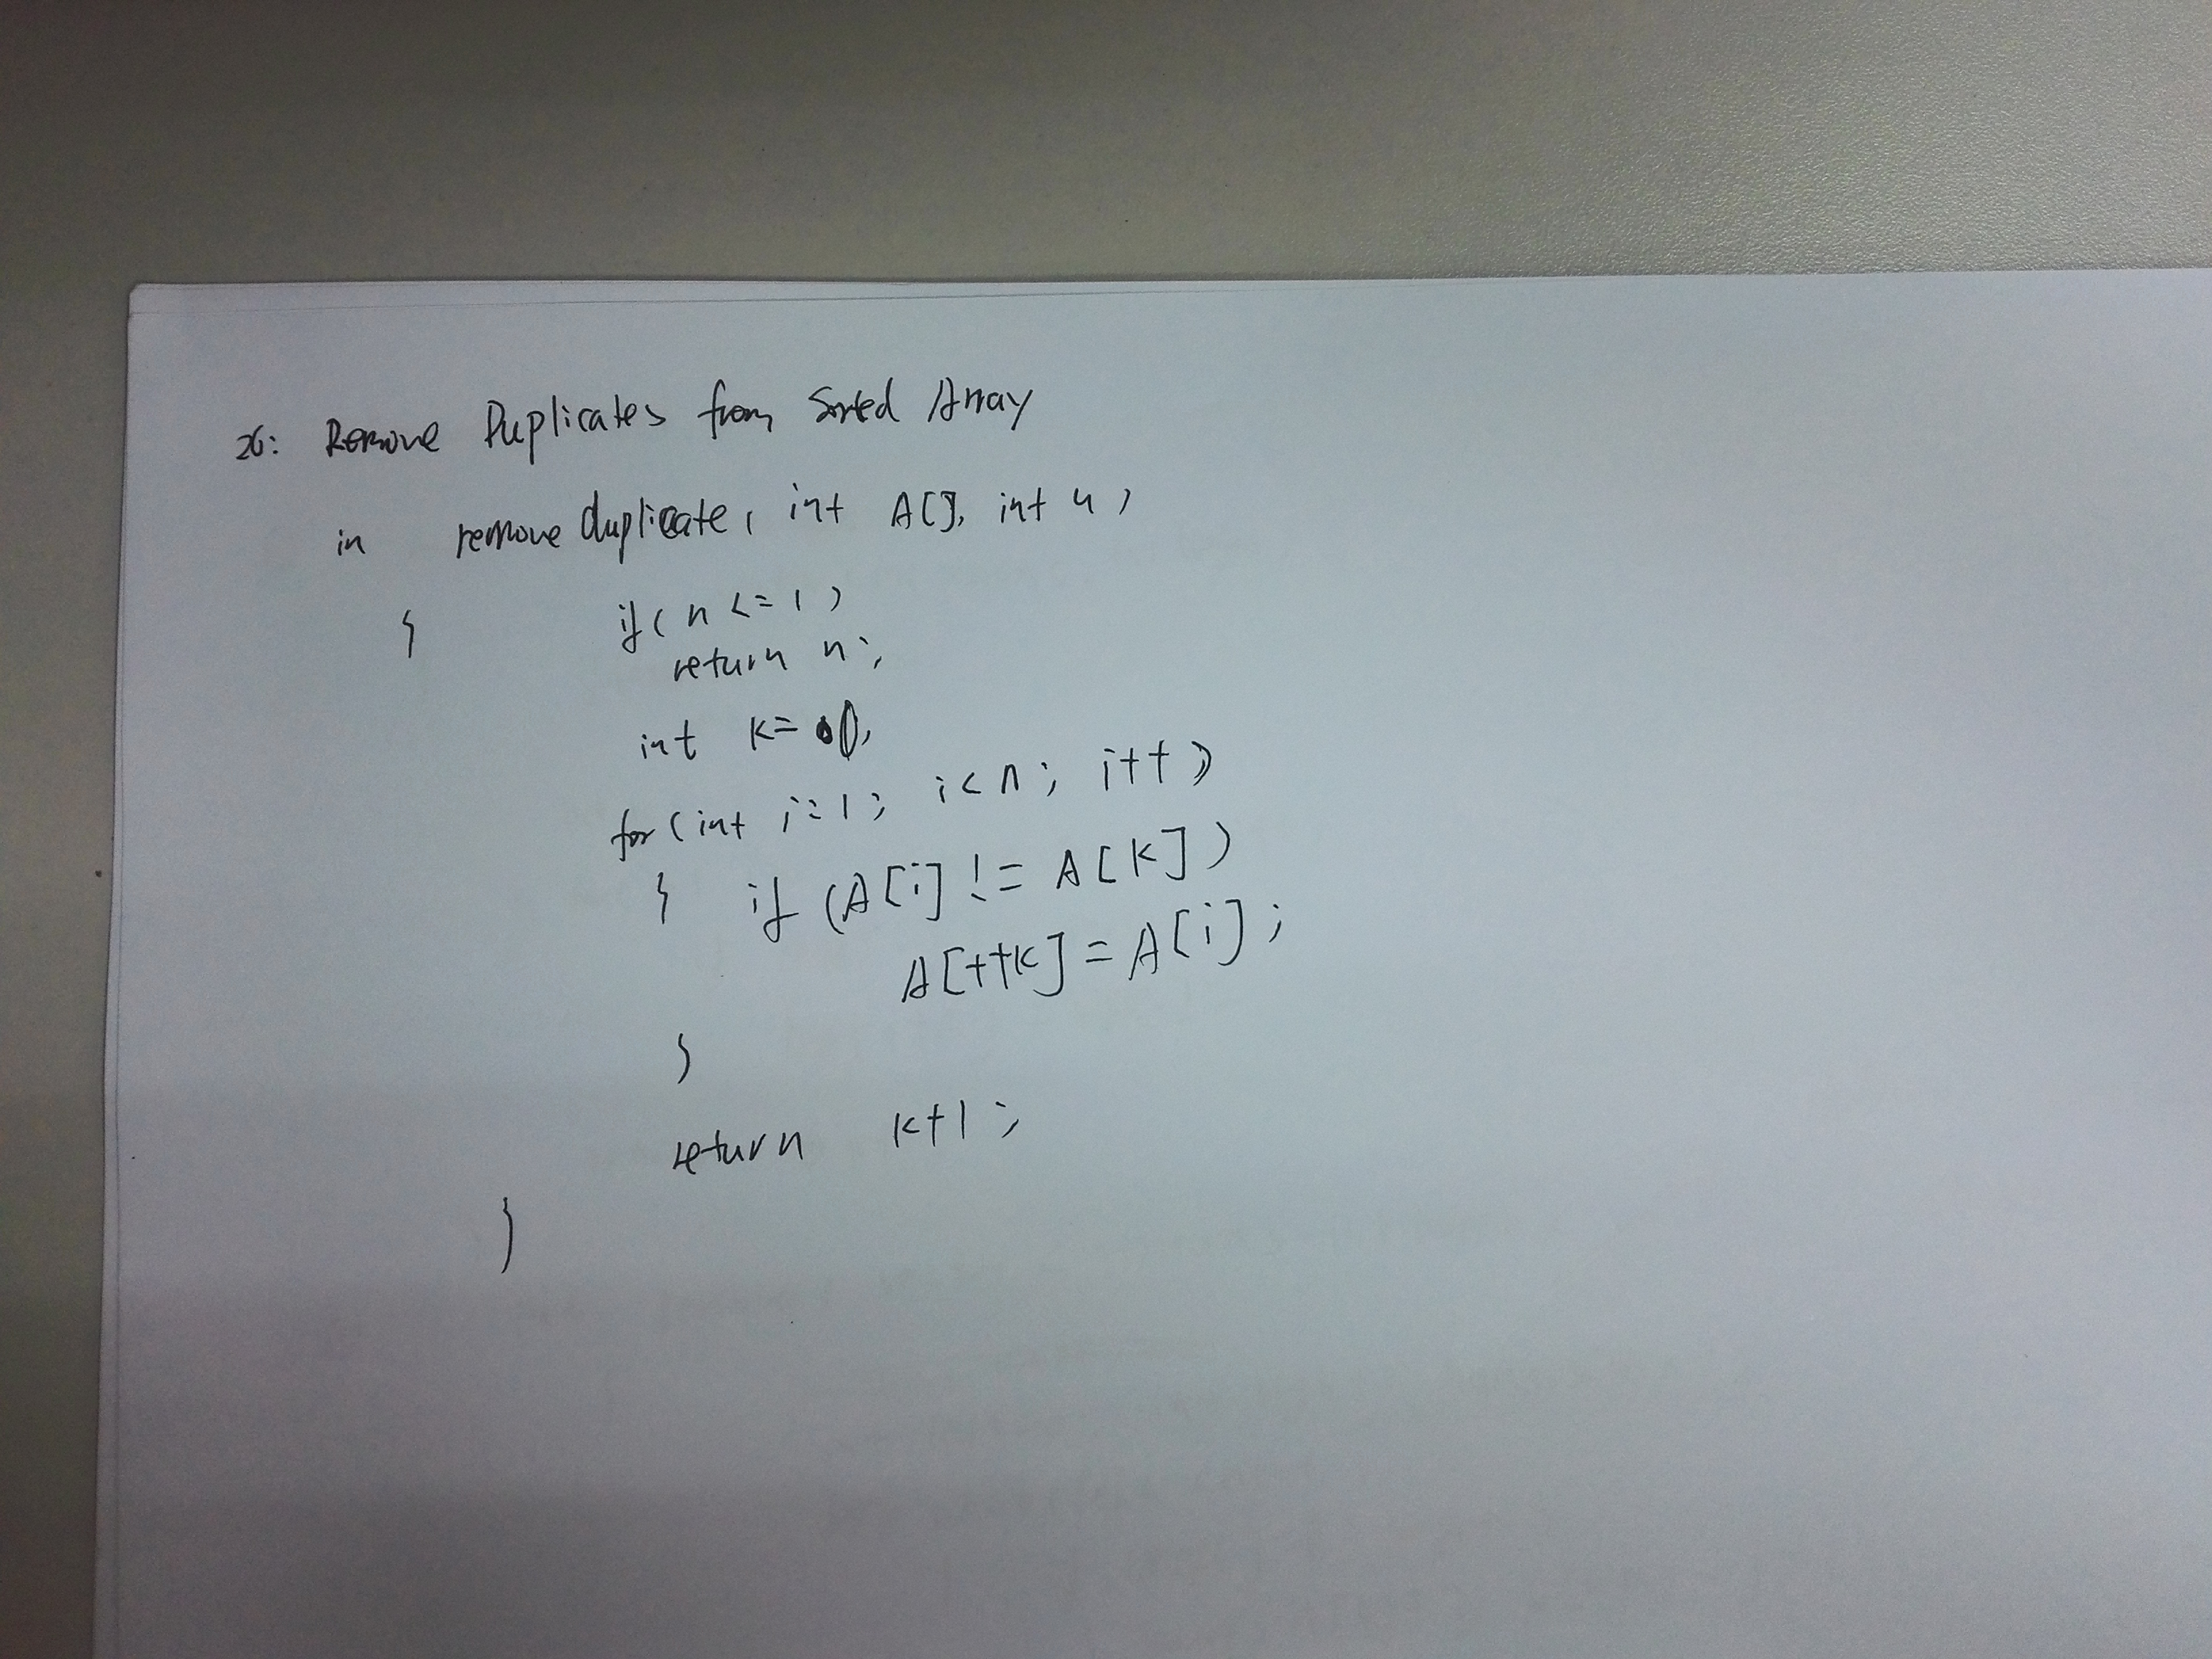 26: Remove Duplicates from Sorted Array
in remove duplicate( int A[], int n )
{ if( n <= 1 )
return n;
int k= 0;
for( int i=1; i< n; i++ )
{ if (A[i] != A[k])
A[++k] = A[i];
}
return k+1;
}